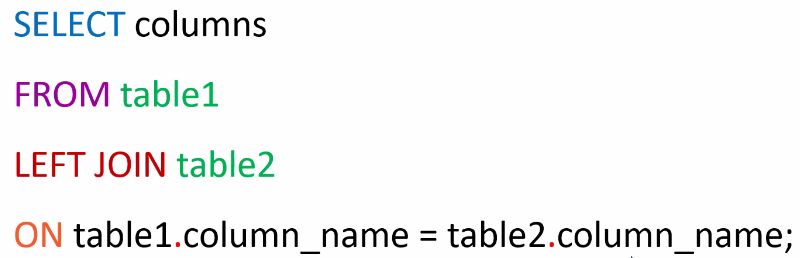 SELECT columns
FROM table1
LEFT JOIN table2
ON table1.column_name = table2.column_name;